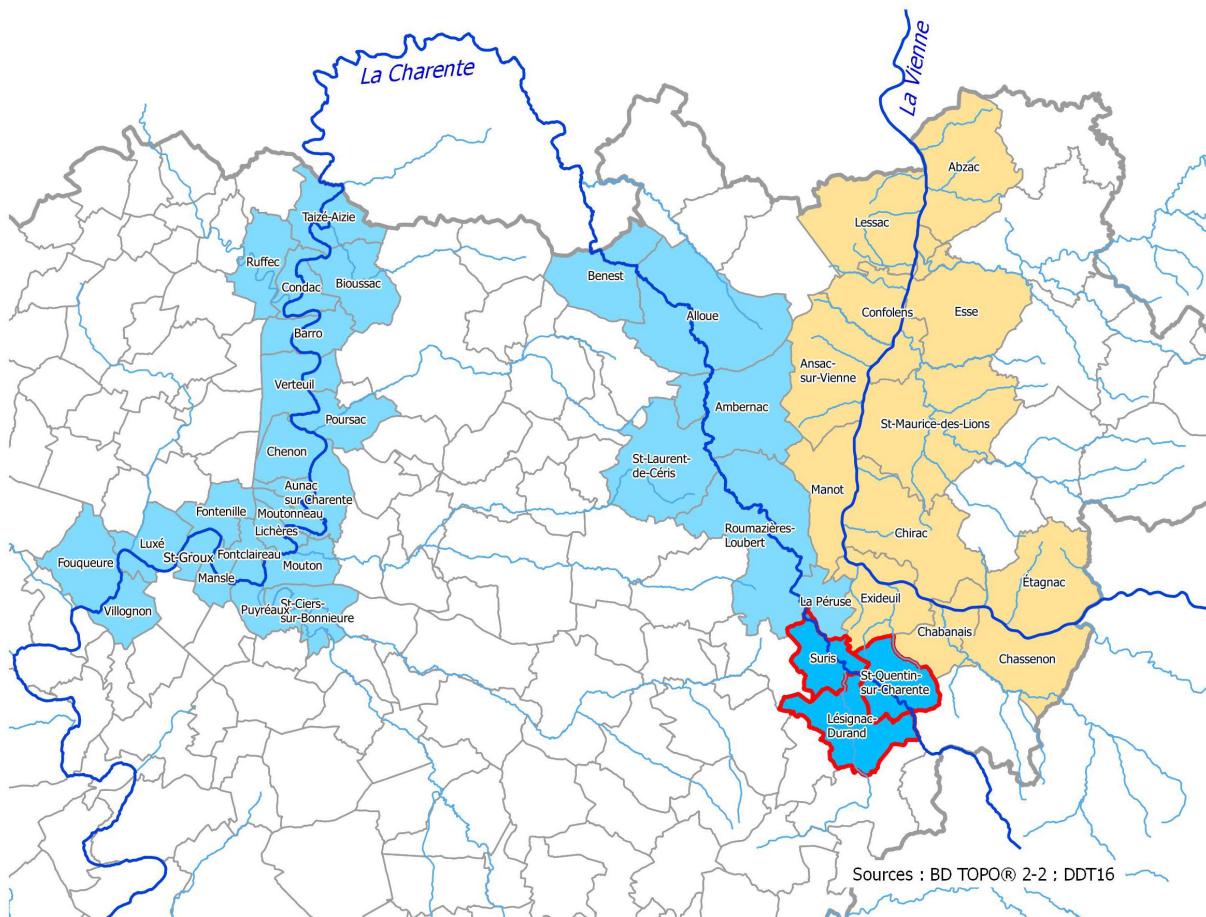 La Charente
La Vienne
Abzac
Taizé-Aizie
Lessac
Ruffec
Benest
Condac
Bioussac
Confolens
Esse
Alloue
Barro
Ansac-
sur-Vienne
Verteuil
Ambernac
Poursac
St-Maurice-des-Lions
Chenon
St-Laurent-
de-Céris
Aunac
sur Charente
Manot
Fontenille
Moutonneau
Lichères
Roumazières-
Loubert
Chirac
Luxé
St-Groux
Fontclaireau
Fouqueure
Mouton
Mansle
Étagnac
Exideuil
La Péruse
Villognon
Puyréaux
St-Ciers-
sur-Bonnieure
Chabanais
Suris
Chassenon
St-Quentin-
sur-Charente
Lésignac-
Durand
Sources : BD TOPO® 2-2 ; DDT16